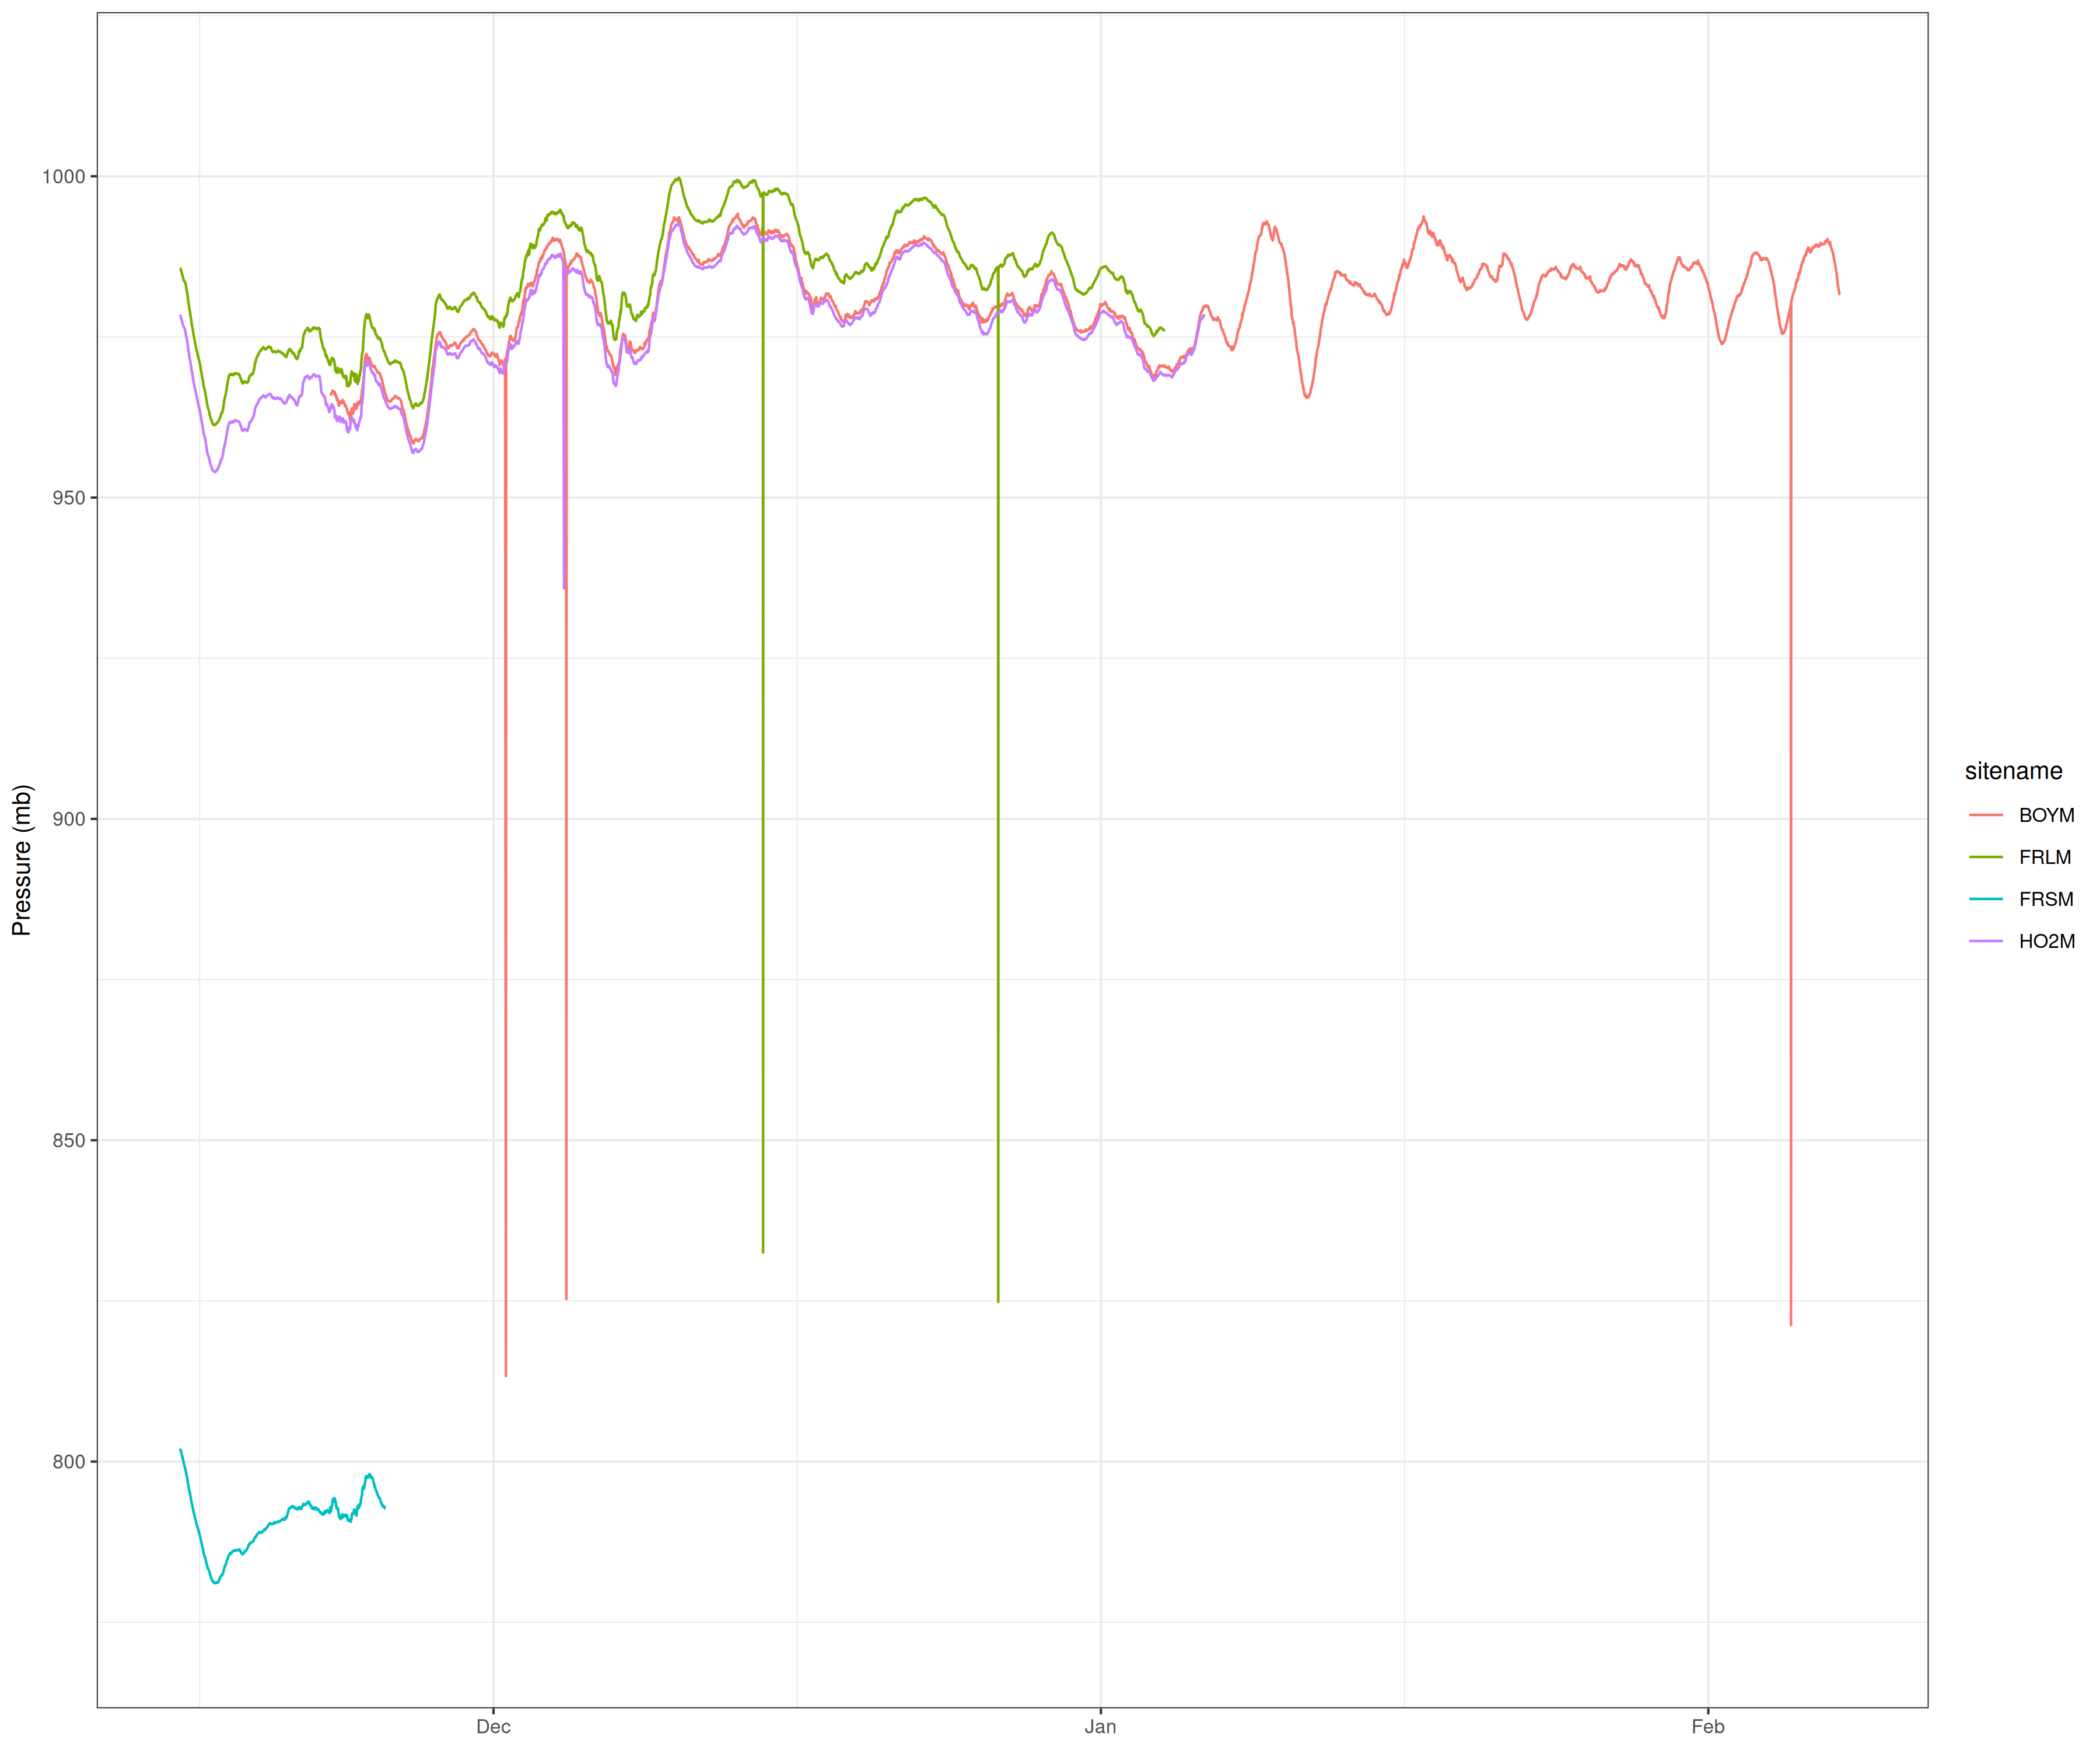 1000
950
900
850
800
Pressure (mb)
Dec
Jan
Feb
sitename
BOYM
FRLM
FRSM
HO2M